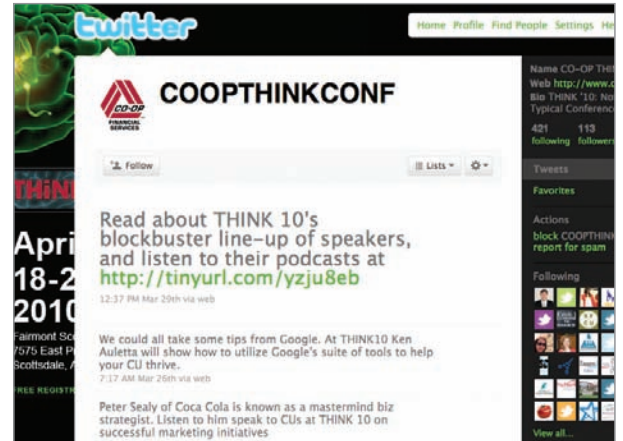 twitter
Home Profile Find People Settings
CO-OP
FINANCIAL
SERVICES
COOPTHINKCONF
Follow
Lists
Read about THINK 10's
blockbuster line-up of speakers,
and listen to their podcasts at
http://tinyurl.com/yzju8eb
12:37 PM Mar 29th via web
We could all take some tips from Google. At THINK10 Ken
Auletta will show how to utilize Google's suite of tools to help
your CU thrive.
7:17 AM Mar 26th via web
Peter Sealy of Coca Cola is known as a mastermind biz
strategist. Listen to him speak to CUs at THINK 10 on
successful marketing initiatives
Name CO-OP THI
Web http://www.c
Bio THINK '10: No
Typical Conferenc
421 113
following followers
Tweets
Favorites
Actions
block COOPTHINK
report for spam
Following
View all...
THIN
Apri
18-2
2010
Fairmont Sco
7575 East P
Scottsdale, A
FREE REGISTR